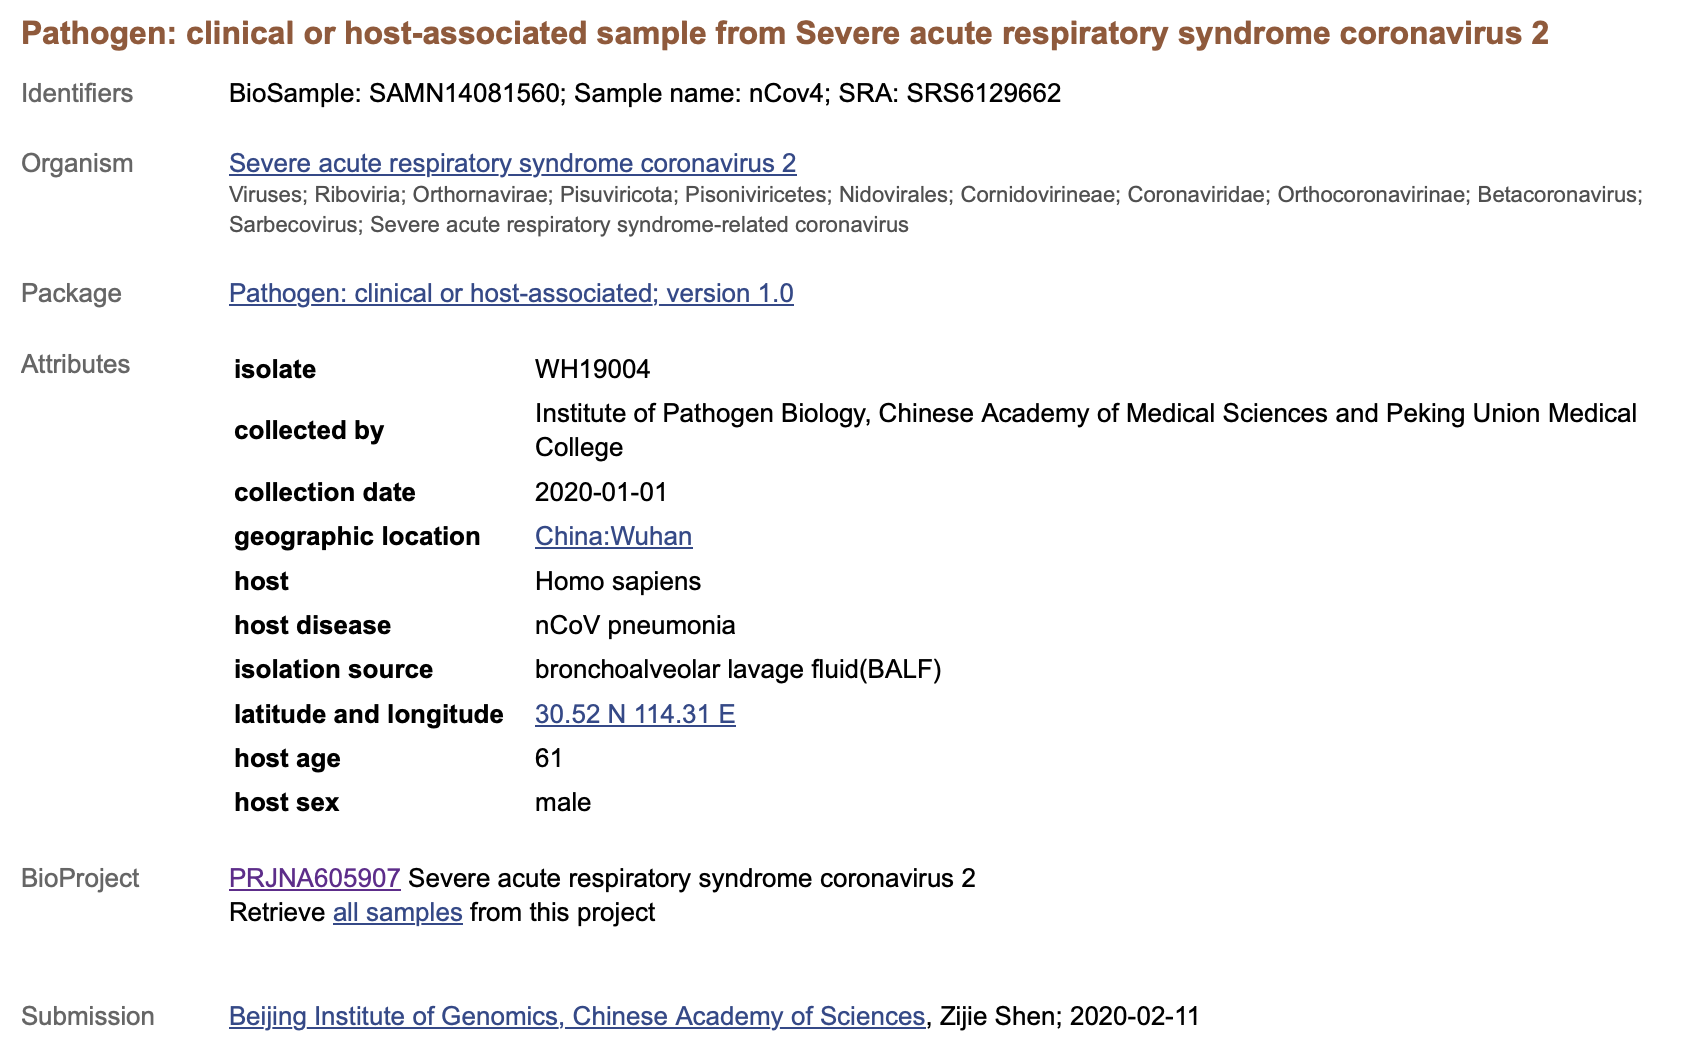 Pathogen: clinical or host-associated sample from Severe acute respiratory syndrome coronavirus 2
Identifiers BioSample: SAMN14081560; Sample name: nCov4; SRA: SRS6129662
Organism Severe acute respiratory syndrome coronavirus 2
Viruses; Riboviria; Orthornavirae; Pisuviricota; Pisoniviricetes; Nidovirales; Cornidovirineae; Coronaviridae; Orthocoronavirinae; Betacoronavirus;
Sarbecovirus; Severe acute respiratory syndrome-related coronavirus
Package Pathogen: clinical or host-associated; version 1.0
Attributes isolate WH19004
collected by Institute of Pathogen Biology, Chinese Academy of Medical Sciences and Peking Union Medical
College
collection date 2020-01-01
geographic location China:Wuhan
host Homo sapiens
host disease nCoV pneumonia
isolation source bronchoalveolar lavage fluid(BALF)
latitude and longitude 30.52 N 114.31 E
host age 61
host sex male
BioProject PRJNA605907 Severe acute respiratory syndrome coronavirus 2
Retrieve all samples from this project
Submission Beijing Institute of Genomics, Chinese Academy of Sciences, Zijie Shen; 2020-02-11